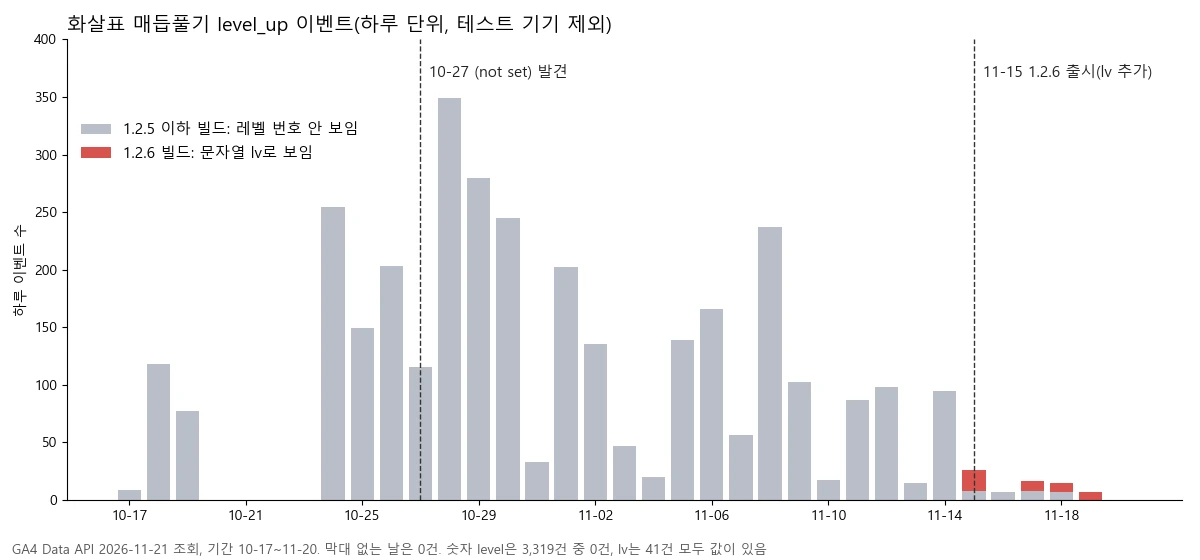 화살표 매듭풀기 level_up 이벤트(하루 단위, 테스트 기기 제외)
400
350
300
250
200
150
100
50
0
하루 이벤트 수
10-27 (not set) 발견
11-15 1.2.6 출시(lv 추가)
1.2.5 이하 빌드: 레벨 번호 안 보임
1.2.6 빌드: 문자열 lv로 보임
10-17
10-21
10-25
10-29
11-02
11-06
11-10
11-14
11-18
GA4 Data API 2026-11-21 조회, 기간 10-17~11-20. 막대 없는 날은 0건. 숫자 level은 3,319건 중 0건, lv는 41건 모두 값이 있음